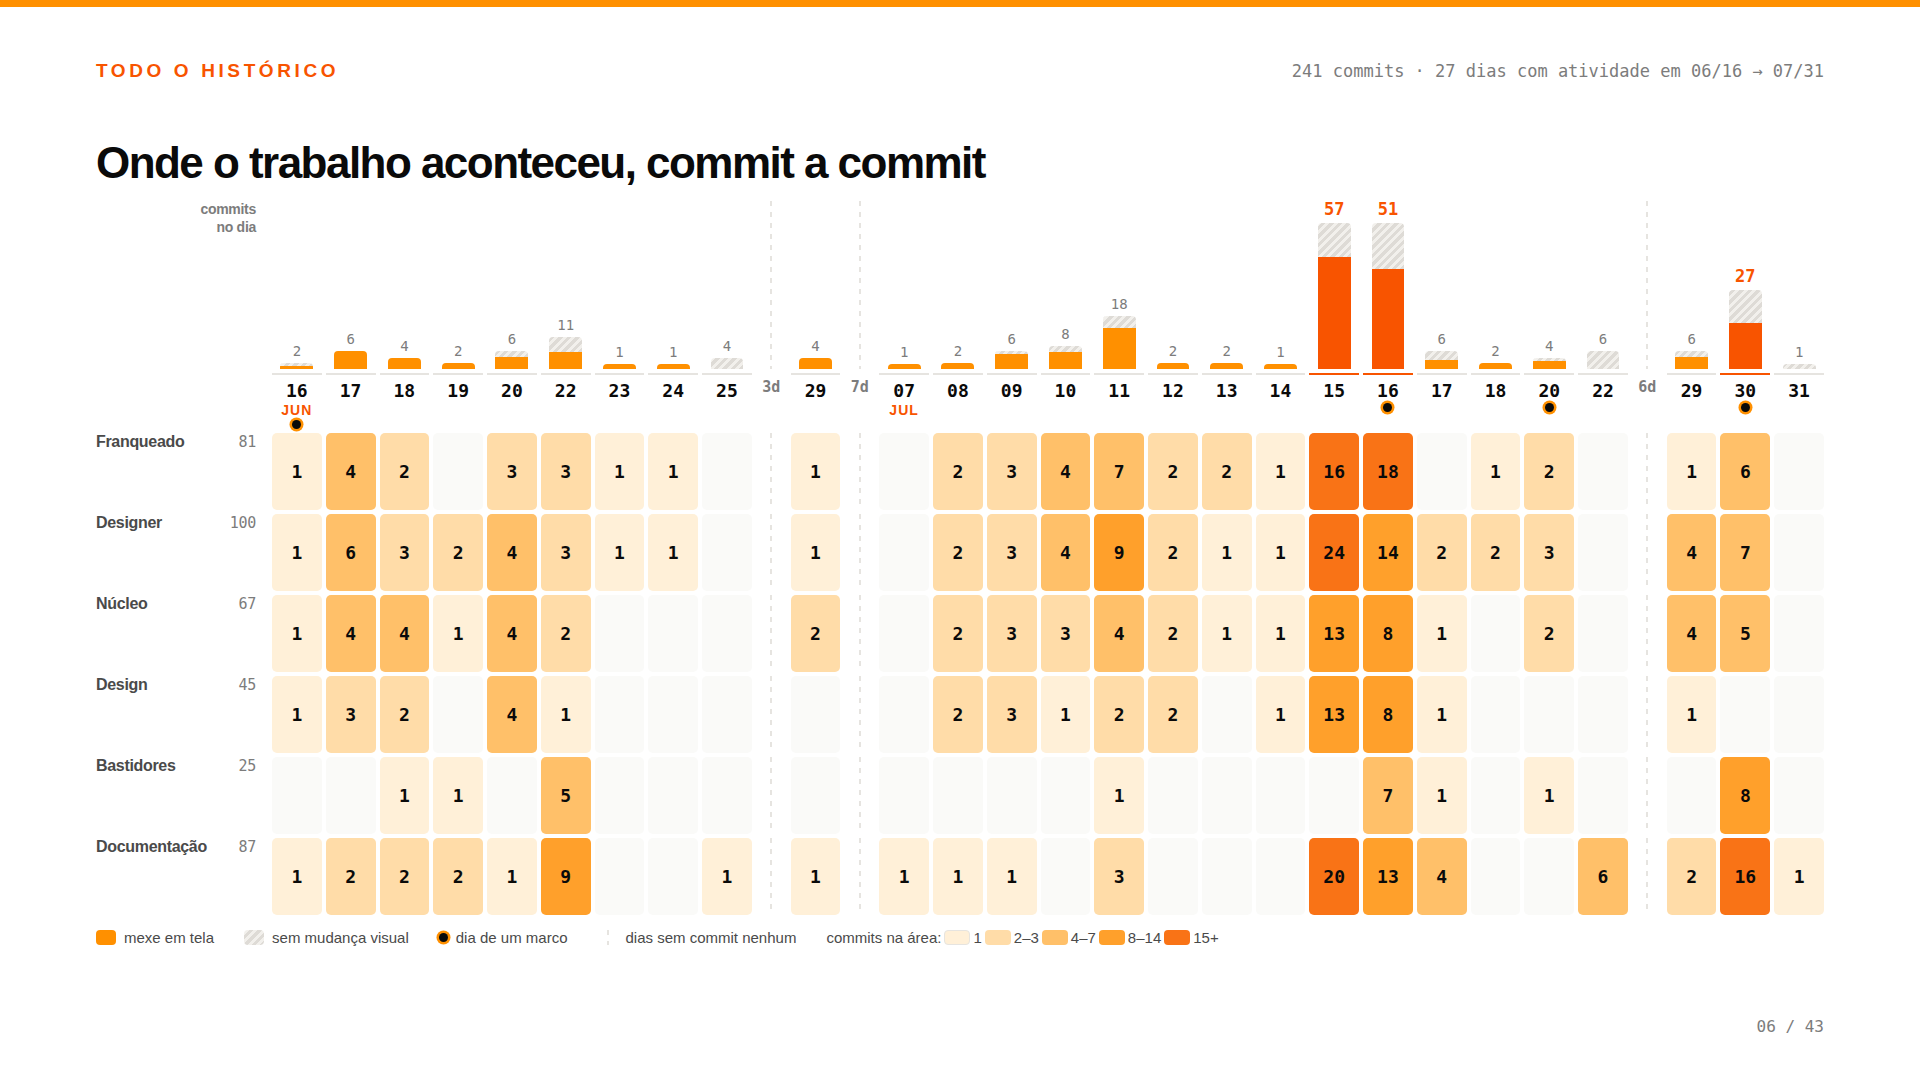 TODO O HISTÓRICO
241 commits · 27 dias com atividade em 06/16 → 07/31
Onde o trabalho aconteceu, commit a commit
commits
no dia
2 6 4 2 6 11 1 1 4 4 1 2 6 8 18 2 2 1 57 51 6 2 4 6 6 27 1
16 17 18 19 20 22 23 24 25 3d 29 7d 07 08 09 10 11 12 13 14 15 16 17 18 20 22 6d 29 30 31
JUN JUL
Franqueado 81 1 4 2 3 3 1 1 1 2 3 4 7 2 2 1 16 18 1 2 1 6
Designer 100 1 6 3 2 4 3 1 1 1 2 3 4 9 2 1 1 24 14 2 2 3 4 7
Núcleo 67 1 4 4 1 4 2 2 2 3 3 4 2 1 1 13 8 1 2 4 5
Design 45 1 3 2 4 1 2 3 1 2 2 1 13 8 1 1
Bastidores 25 1 1 5 1 7 1 1 8
Documentação 87 1 2 2 2 1 9 1 1 1 1 1 3 20 13 4 6 2 16 1
mexe em tela sem mudança visual dia de um marco dias sem commit nenhum commits na área: 1 2–3 4–7 8–14 15+
06 / 43